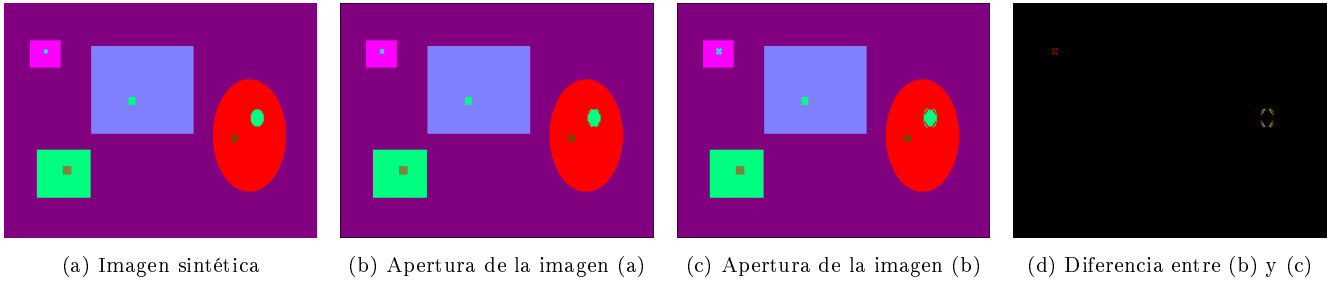 (a) Imagen sintética
(b) Apertura de la imagen (a)
(c) Apertura de la imagen (b)
(d) Diferencia entre (b) y (c)